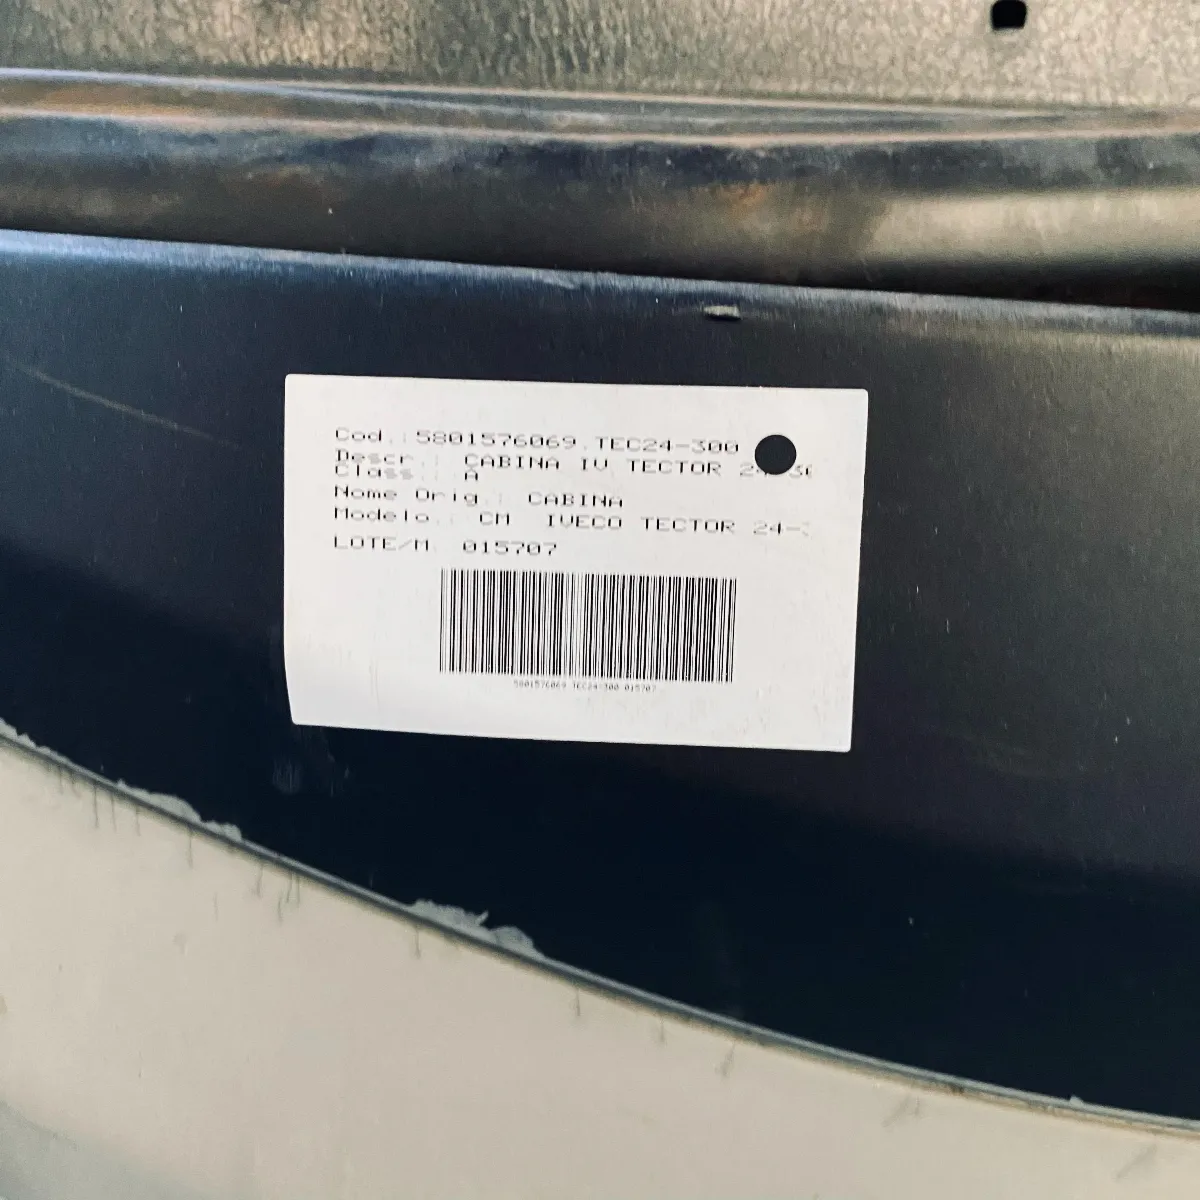 Cod.: 5801576069.TEC24-300
Descr.: CABINA IV TECTOR
Class.: A
Nome Orig.: CABINA
Modelo.: CM IVECO TECTOR 24-
LOTE/M. 015707
5801576069.TEC24-300-015707